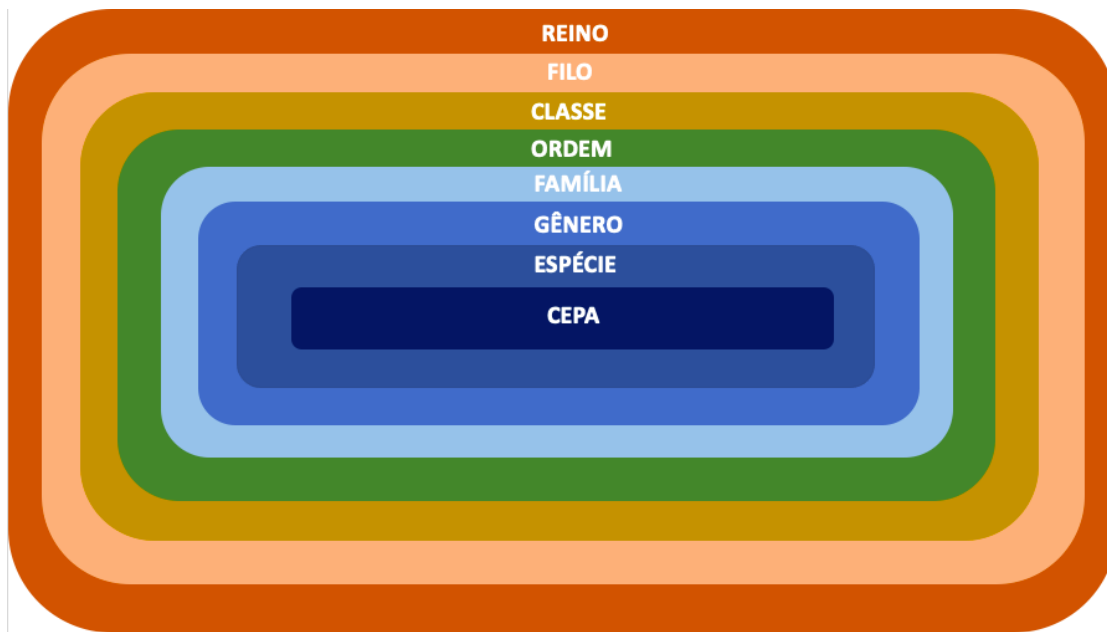 REINO
FILO
CLASSE
ORDEM
FAMÍLIA
GÊNERO
ESPÉCIE
CEPA